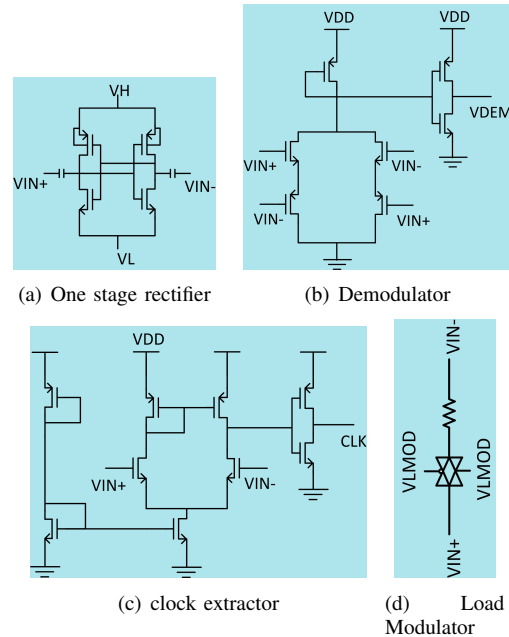 VH
VIN+ VIN-
VL
(a) One stage rectifier
VDD VDD
VDEM
VIN+ VIN-
VIN- VIN+
(b) Demodulator
VDD
CLK
VIN+ VIN-
(c) clock extractor
VIN-
VLMOD VLMOD
VIN+
(d) Load
Modulator